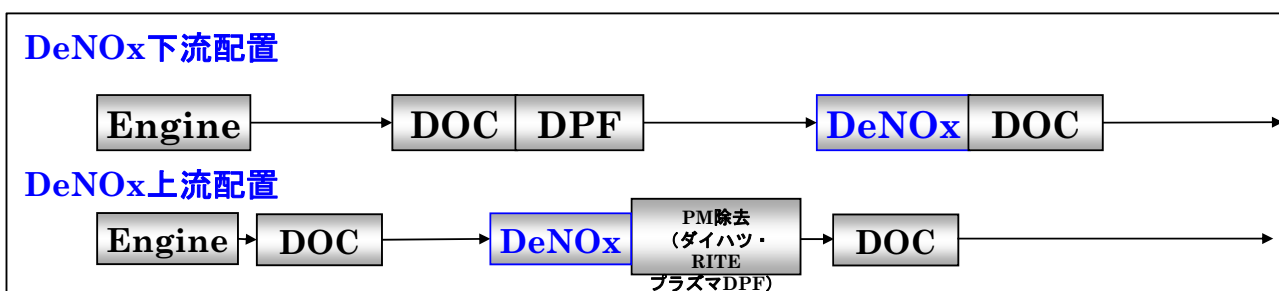 DeNOx下流配置
Engine
DOC
DPF
DeNOx
DOC
DeNOx上流配置
Engine
DOC
DeNOx
PM除去
(ダイハツ・
RITE
プラズマDPF)
DOC